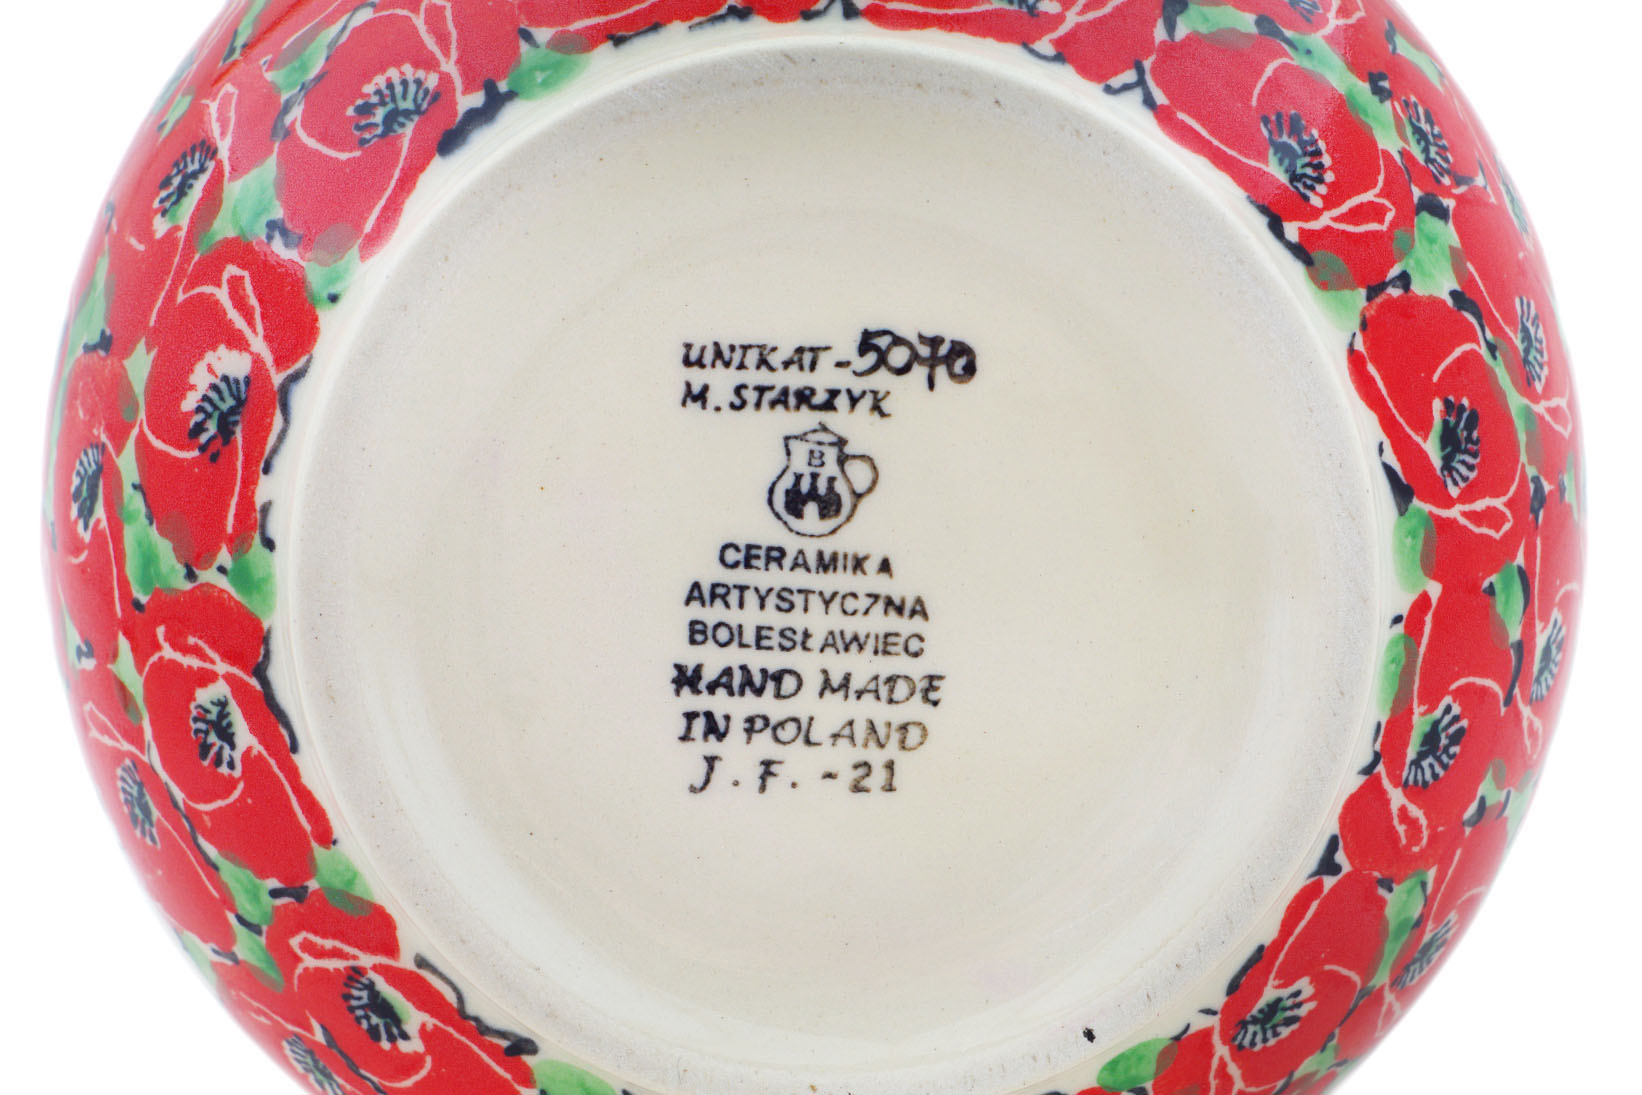 UNIKAT-5070
M. STARZYK
B
CERAMIKA
ARTYSTYCZNA
BOLESŁAWIEC
HAND MADE
IN POLAND
J. F. -21